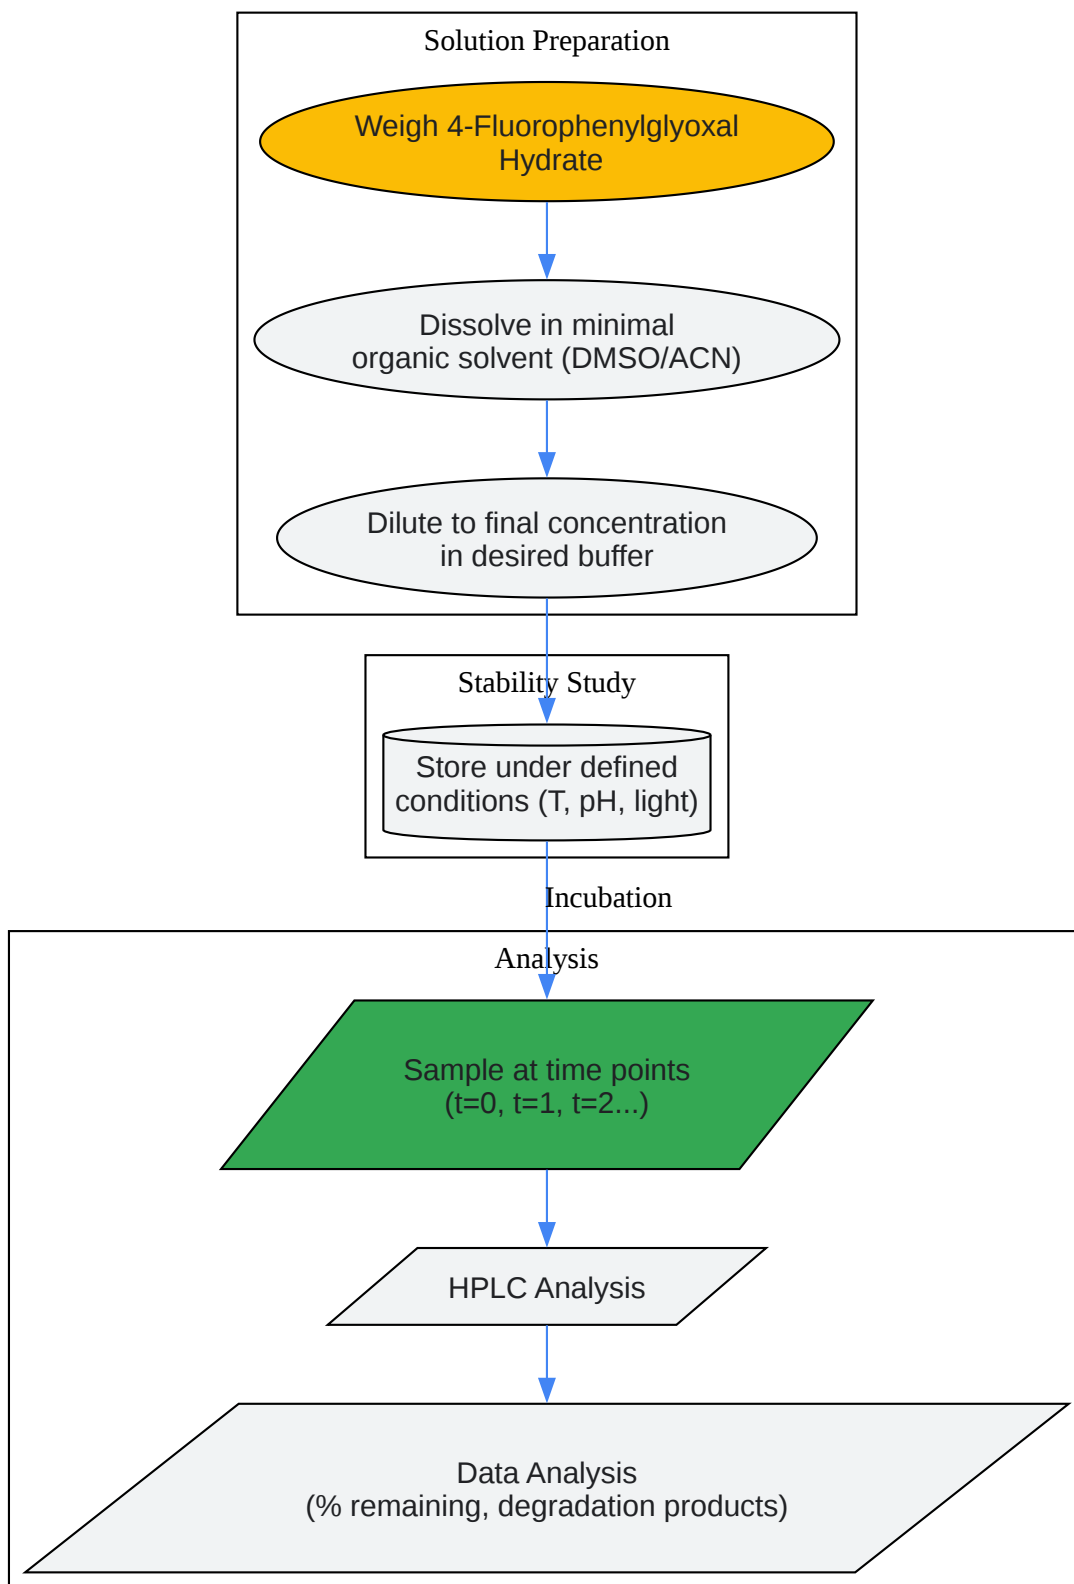 Solution Preparation
Weigh 4-Fluorophenylglyoxal
Hydrate
Dissolve in minimal
organic solvent (DMSO/ACN)
Dilute to final concentration
in desired buffer
Stability Study
Store under defined
conditions (T, pH, light)
Incubation
Analysis
Sample at time points
(t=0, t=1, t=2...)
HPLC Analysis
Data Analysis
(% remaining, degradation products)